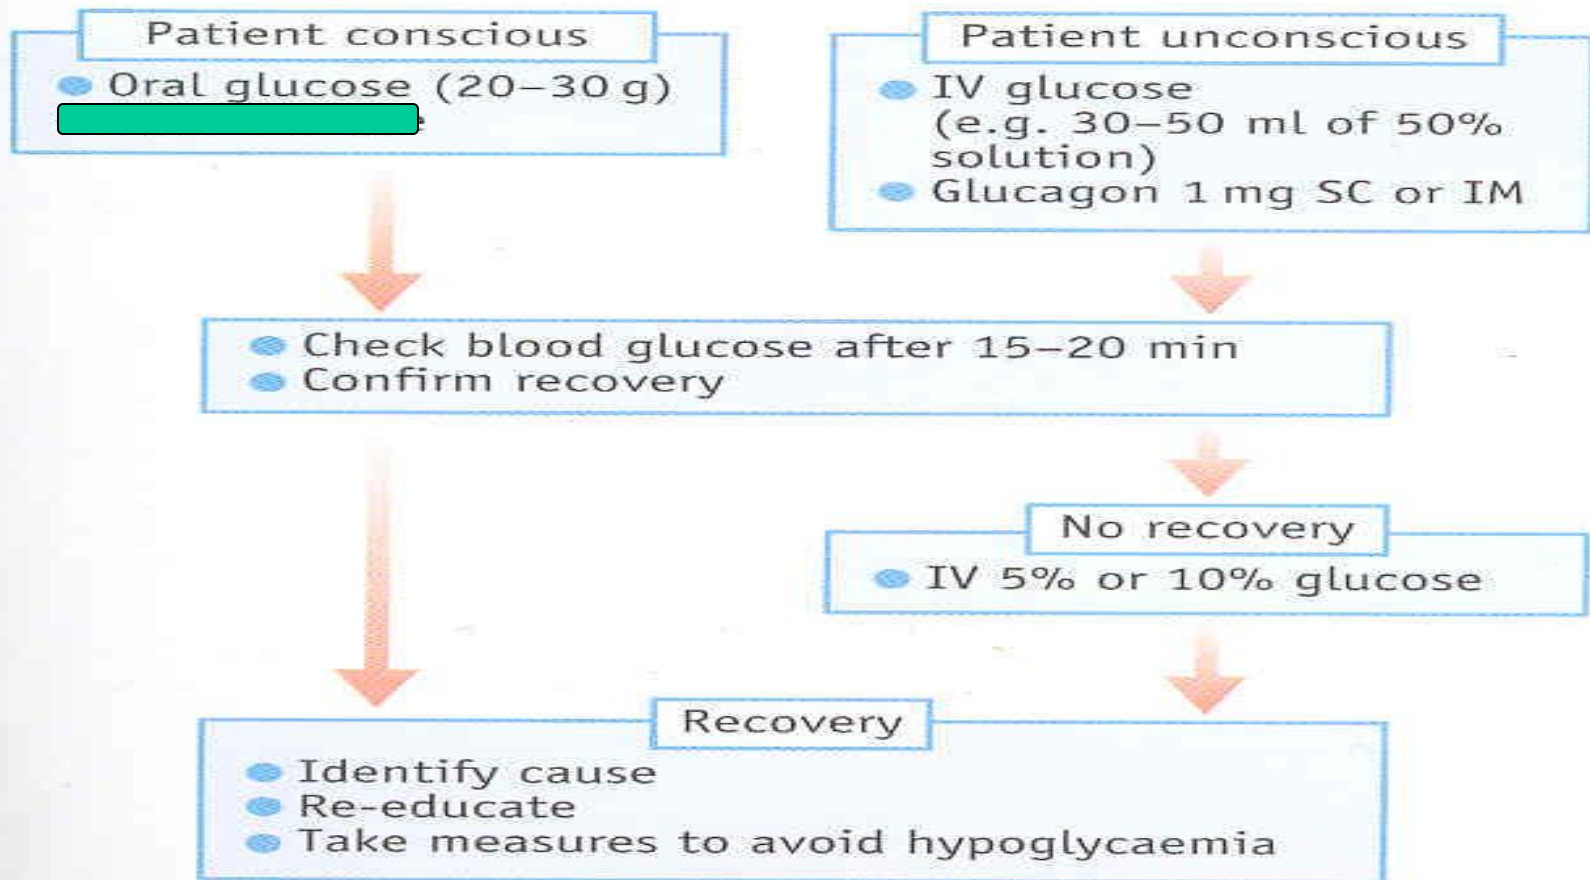 Patient conscious
Oral glucose (20–30 g)
Patient unconscious
IV glucose
(e.g. 30–50 ml of 50%
solution)
Glucagon 1 mg SC or IM
Check blood glucose after 15–20 min
Confirm recovery
No recovery
IV 5% or 10% glucose
Recovery
Identify cause
Re-educate
Take measures to avoid hypoglycaemia